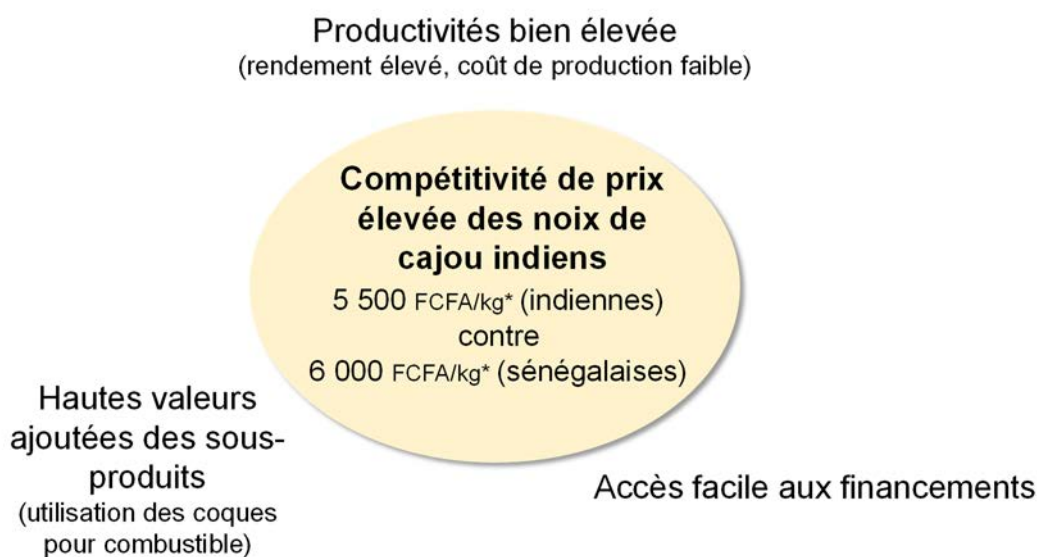 Productivités bien élevée
(rendement élevé, coût de production faible)
Compétitivité de prix
élevée des noix de
cajou indiens
5 500 FCFA/kg* (indiennes)
contre
6 000 FCFA/kg* (sénégalaises)
Hautes valeurs
ajoutées des sous-
produits
(utilisation des coques
pour combustible)
Accès facile aux financements